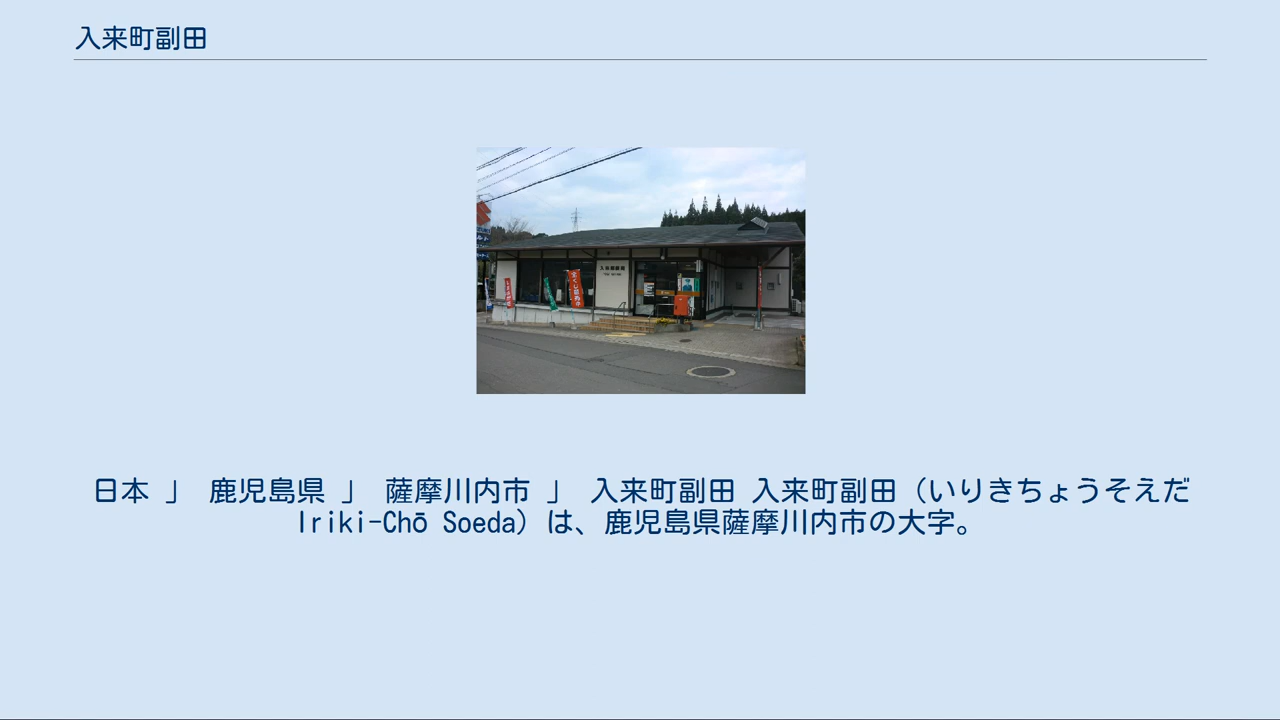 入来町副田
日本 」 鹿児島県 」 薩摩川内市 」 入来町副田 入来町副田（いりきちょうそえだ
Iriki-Chō Soeda）は、鹿児島県薩摩川内市の大字。